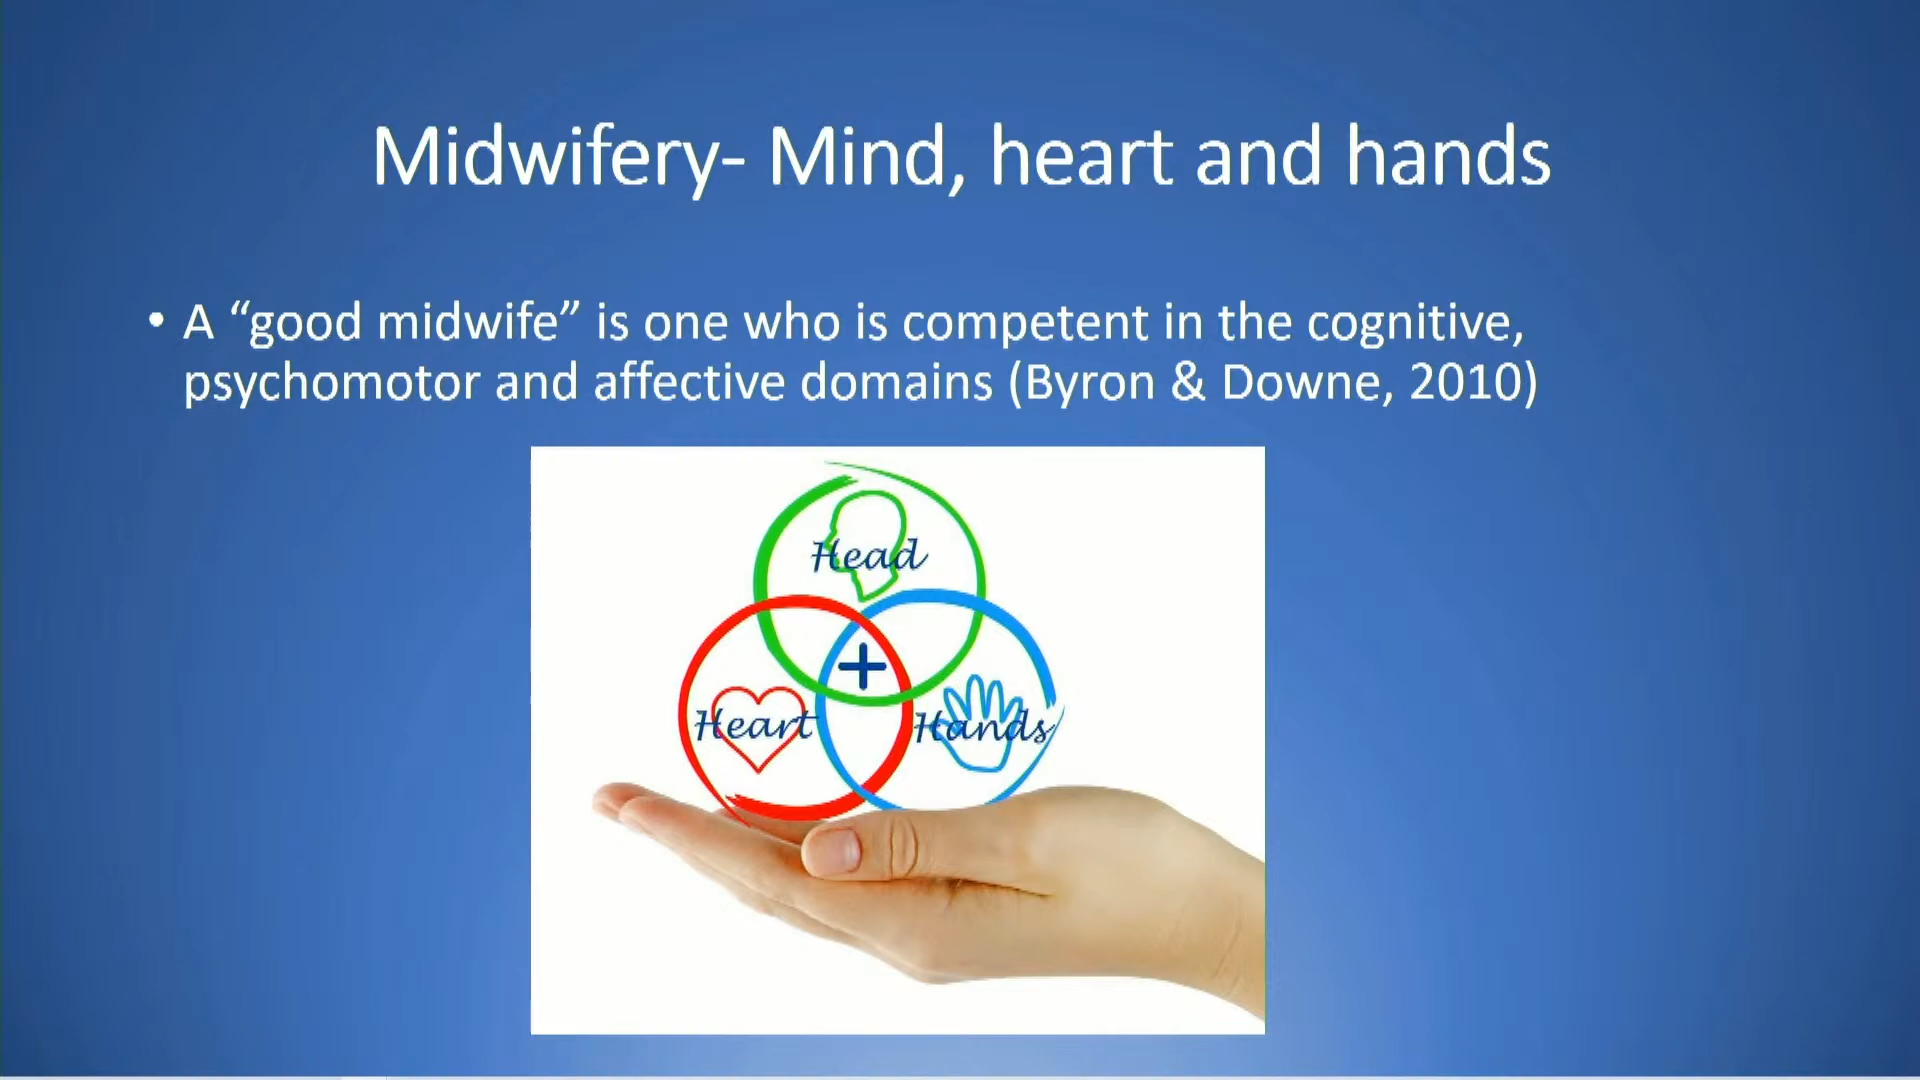 Midwifery- Mind, heart and hands
• A “good midwife” is one who is competent in the cognitive,
psychomotor and affective domains (Byrom & Downe, 2010)
Head
Heart
Hands